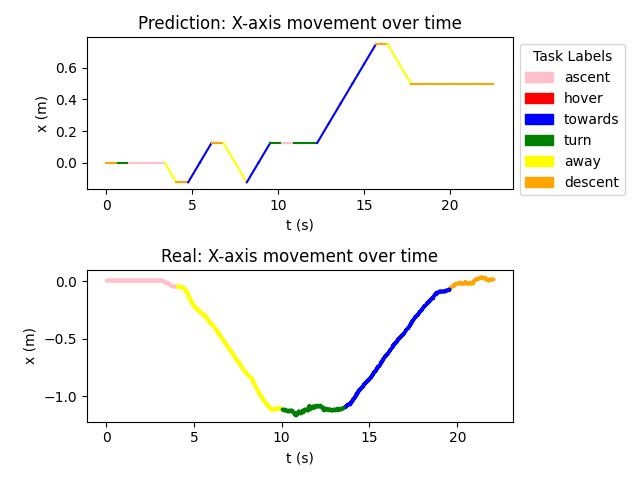 Prediction: X-axis movement over time
x (m)
0.6
0.4
0.2
0.0
0 5 10 15 20
t (s)
Task Labels
ascent
hover
towards
turn
away
descent
Real: X-axis movement over time
x (m)
0.0
−0.5
−1.0
0 5 10 15 20
t (s)